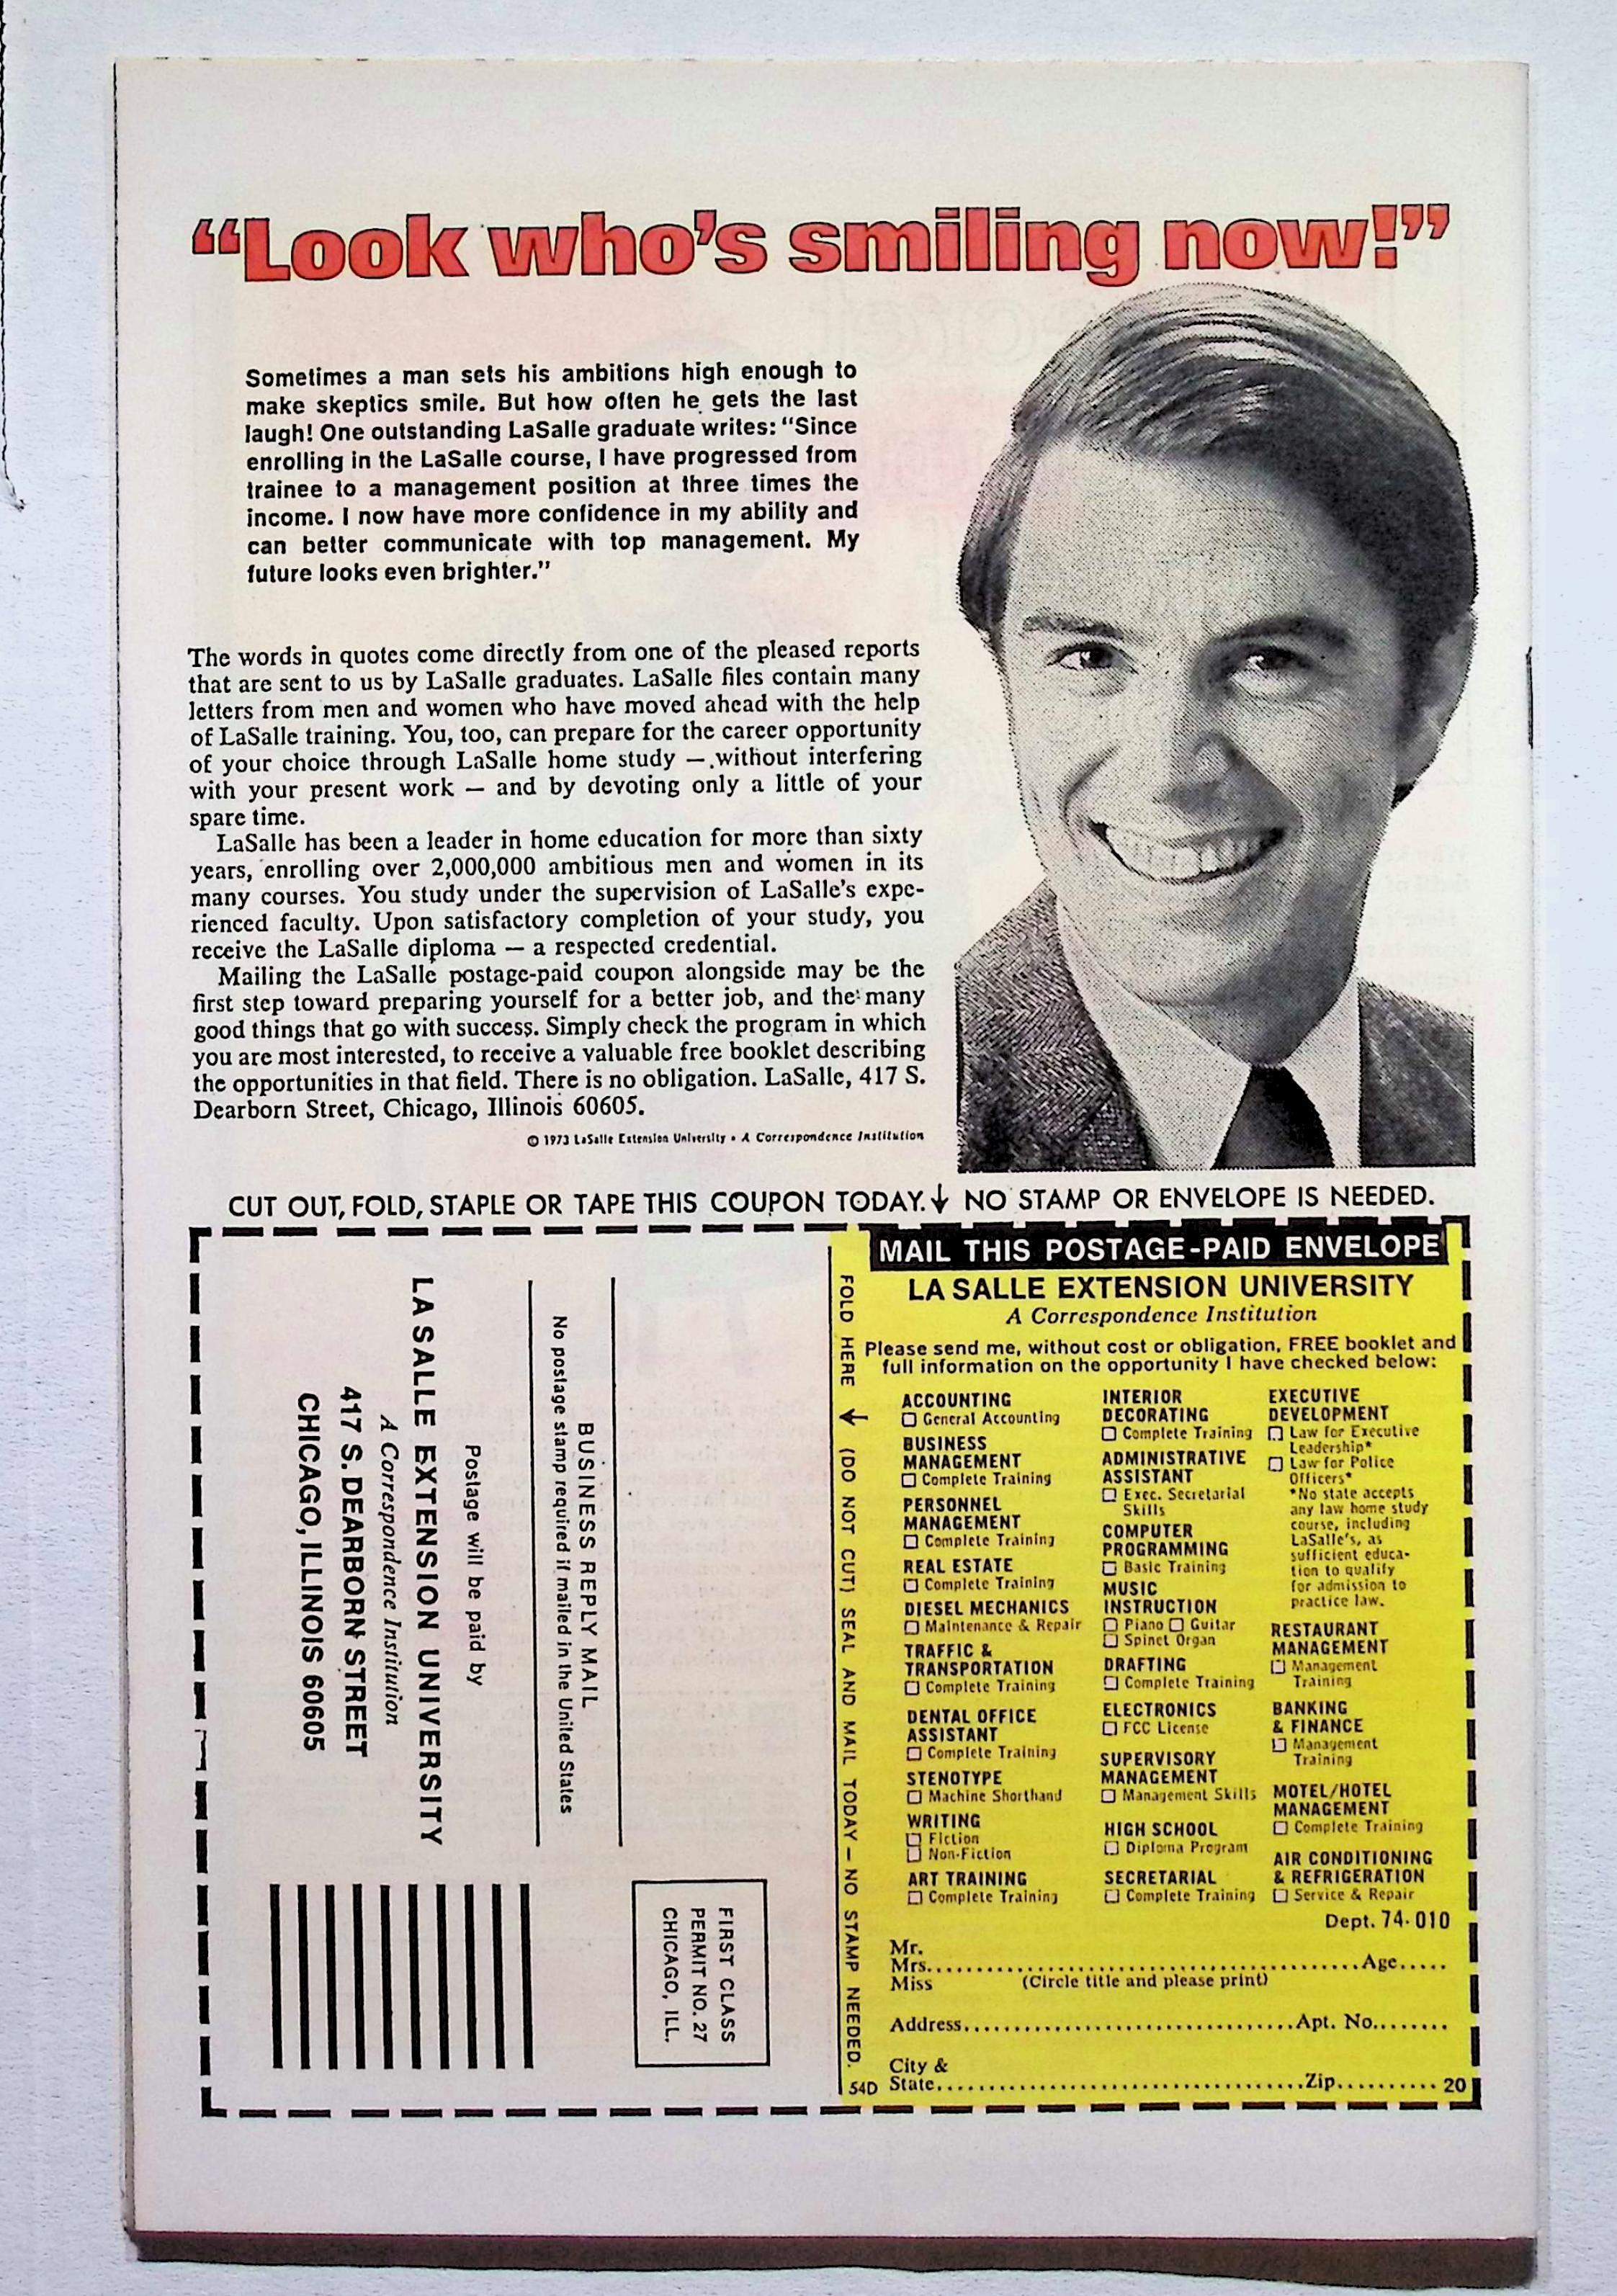 “Look who’s smiling now!”
Sometimes a man sets his ambitions high enough to
make skeptics smile. But how often he gets the last
laugh! One outstanding LaSalle graduate writes: “Since
enrolling in the LaSalle course, I have progressed from
trainee to a management position at three times the
income. I now have more confidence in my ability and
can better communicate with top management. My
future looks even brighter.”
The words in quotes come directly from one of the pleased reports
that are sent to us by LaSalle graduates. LaSalle files contain many
letters from men and women who have moved ahead with the help
of LaSalle training. You, too, can prepare for the career opportunity
of your choice through LaSalle home study — without interfering
with your present work — and by devoting only a little of your
spare time.
LaSalle has been a leader in home education for more than sixty
years, enrolling over 2,000,000 ambitious men and women in its
many courses. You study under the supervision of LaSalle’s expe-
rienced faculty. Upon satisfactory completion of your study, you
receive the LaSalle diploma — a respected credential.
Mailing the LaSalle postage-paid coupon alongside may be the
first step toward preparing yourself for a better job, and the many
good things that go with success. Simply check the program in which
you are most interested, to receive a valuable free booklet describing
the opportunities in that field. There is no obligation. LaSalle, 417 S.
Dearborn Street, Chicago, Illinois 60605.
© 1973 LaSalle Extension University • A Correspondence Institution
CUT OUT, FOLD, STAPLE OR TAPE THIS COUPON TODAY. ↓ NO STAMP OR ENVELOPE IS NEEDED.
FIRST CLASS
PERMIT NO. 27
CHICAGO, ILL.
BUSINESS REPLY MAIL
No postage stamp required if mailed in the United States
Postage will be paid by
LA SALLE EXTENSION UNIVERSITY
A Correspondence Institution
417 S. DEARBORN STREET
CHICAGO, ILLINOIS 60605
FOLD HERE ↓ (DO NOT CUT) SEAL AND MAIL TODAY — NO STAMP NEEDED.
MAIL THIS POSTAGE-PAID ENVELOPE
LA SALLE EXTENSION UNIVERSITY
A Correspondence Institution
Please send me, without cost or obligation, FREE booklet and
full information on the opportunity I have checked below:
ACCOUNTING
☐ General Accounting
BUSINESS
MANAGEMENT
☐ Complete Training
PERSONNEL
MANAGEMENT
☐ Complete Training
REAL ESTATE
☐ Complete Training
DIESEL MECHANICS
☐ Maintenance & Repair
TRAFFIC &
TRANSPORTATION
☐ Complete Training
DENTAL OFFICE
ASSISTANT
☐ Complete Training
STENOTYPE
☐ Machine Shorthand
WRITING
☐ Fiction
☐ Non-Fiction
ART TRAINING
☐ Complete Training
INTERIOR
DECORATING
☐ Complete Training
ADMINISTRATIVE
ASSISTANT
☐ Exec. Secretarial
Skills
COMPUTER
PROGRAMMING
☐ Basic Training
MUSIC
INSTRUCTION
☐ Piano ☐ Guitar
☐ Spinet Organ
DRAFTING
☐ Complete Training
ELECTRONICS
☐ FCC License
SUPERVISORY
MANAGEMENT
☐ Management Skills
HIGH SCHOOL
☐ Diploma Program
SECRETARIAL
☐ Complete Training
EXECUTIVE
DEVELOPMENT
☐ Law for Executive
Leadership*
☐ Law for Police
Officers*
*No state accepts
any law home study
course, including
LaSalle’s, as
sufficient educa-
tion to qualify
for admission to
practice law.
RESTAURANT
MANAGEMENT
☐ Management
Training
BANKING
& FINANCE
☐ Management
Training
MOTEL/HOTEL
MANAGEMENT
☐ Complete Training
AIR CONDITIONING
& REFRIGERATION
☐ Service & Repair
Dept. 74-010
Mr.
Mrs. Age
Miss (Circle title and please print)
Address Apt. No.
City &
54D State Zip 20